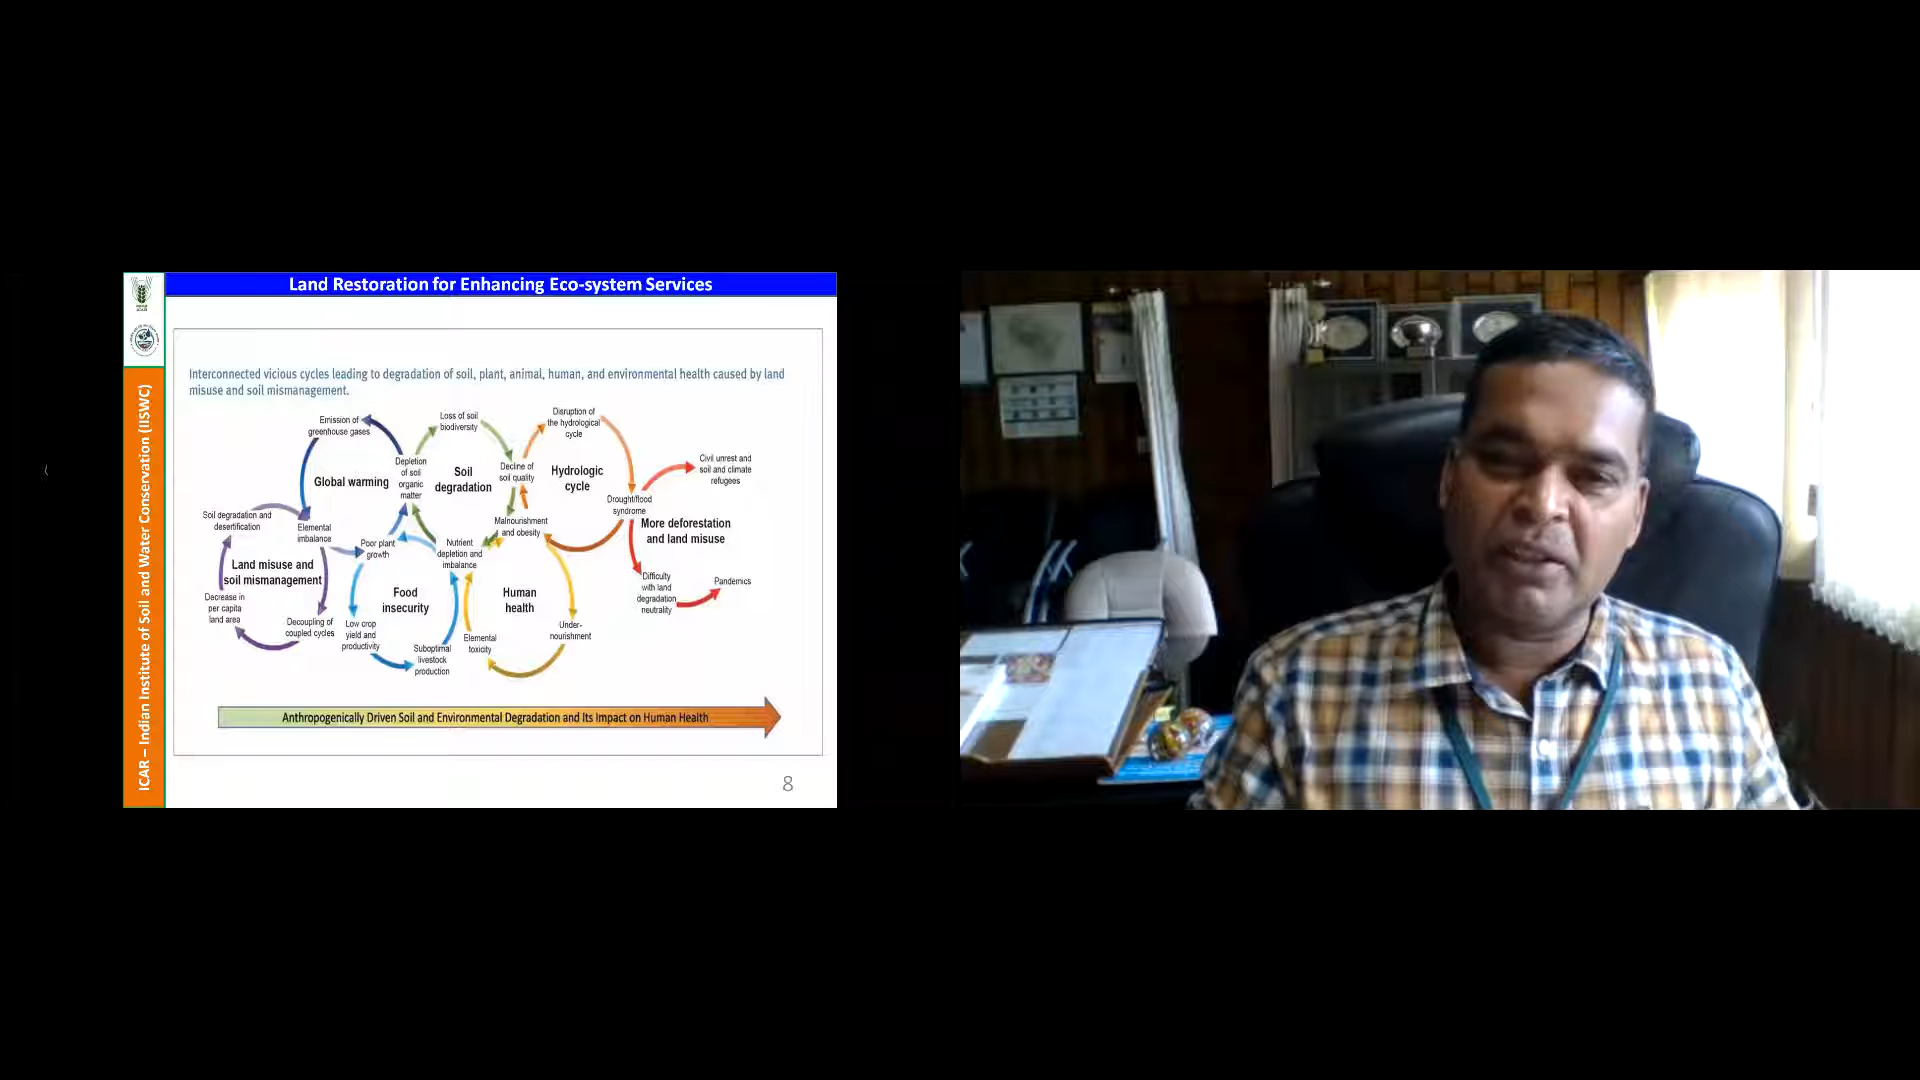 Land Restoration for Enhancing Eco-system Services
ICAR – Indian Institute of Soil and Water Conservation (IISWC)
Interconnected vicious cycles leading to degradation of soil, plant, animal, human, and environmental health caused by land
misuse and soil mismanagement.
Emission of
greenhouse gases
Loss of soil
biodiversity
Disruption of
the hydrological
cycle
Depletion
of soil
organic
matter
Global warming
Soil
degradation
Decline of
soil quality
Hydrologic
cycle
Civil unrest and
soil and climate
refugees
Drought/flood
syndrome
Soil degradation and
desertification
Elemental
imbalance
Malnourishment
and obesity
More deforestation
and land misuse
Poor plant
growth
Nutrient
depletion and
imbalance
Land misuse and
soil mismanagement
Food
insecurity
Human
health
Difficulty
with land
degradation
neutrality
Pandemics
Decrease in
per capita
land area
Decoupling of
coupled cycles
Low crop
yield and
productivity
Suboptimal
livestock
production
Elemental
toxicity
Under-
nourishment
Anthropogenically Driven Soil and Environmental Degradation and Its Impact on Human Health
8